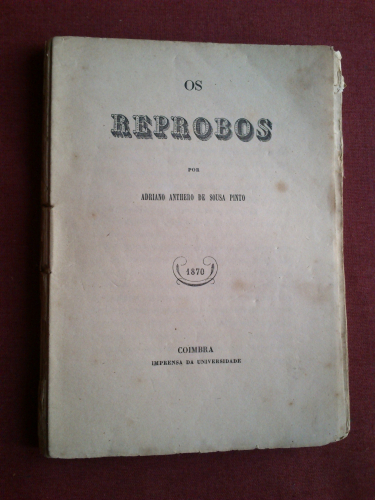 OS
REPROBOS
POR
ADRIANO ANTHERO DE SOUSA PINTO
1870
COIMBRA
IMPRENSA DA UNIVERSIDADE